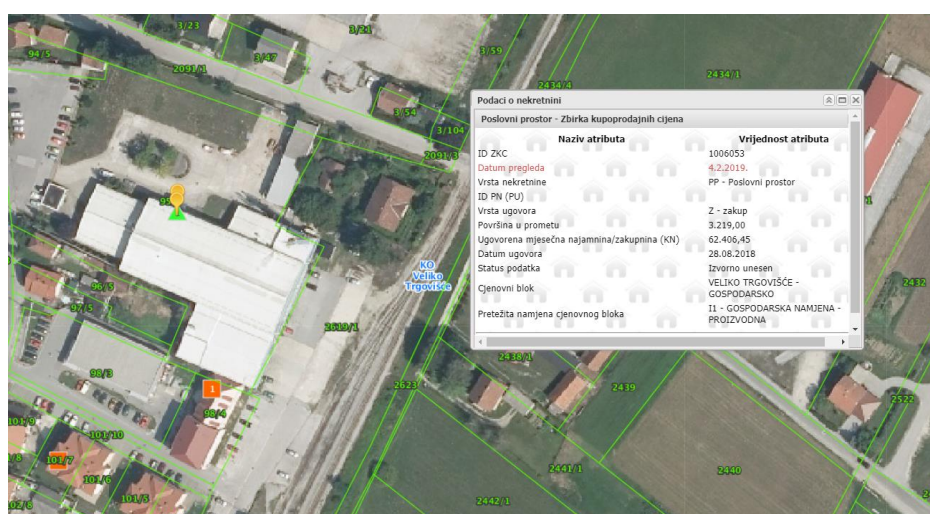 3/23
3/21
94/5
3/47
3/59
2091/1
2434/4
2434/1
3/54
3/104
2091/3
Podaci o nekretnini
Poslovni prostor - Zbirka kupoprodajnih cijena
Naziv atributa Vrijednost atributa
ID ZKC 1006053
Datum pregleda 4.2.2019.
Vrsta nekretnine PP - Poslovni prostor
ID PN (PU)
Vrsta ugovora Z - zakup
Površina u prometu 3.219,00
Ugovorena mjesečna najamnina/zakupnina (KN) 62.406,45
Datum ugovora 28.08.2018
Status podatka Izvorno unesen
Cjenovni blok VELIKO TRGOVIŠĆE -
GOSPODARSKO
Pretežita namjena cjenovnog bloka I1 - GOSPODARSKA NAMJENA -
PROIZVODNA
KO
Veliko
Trgovišće
2432
96/5
97/5
2619/1
98/3
2438/1
2623
2439
1
98/4
2522
101/9
101/10
101/7
101/6
101/5
2441/1
2440
2442/1
102/8